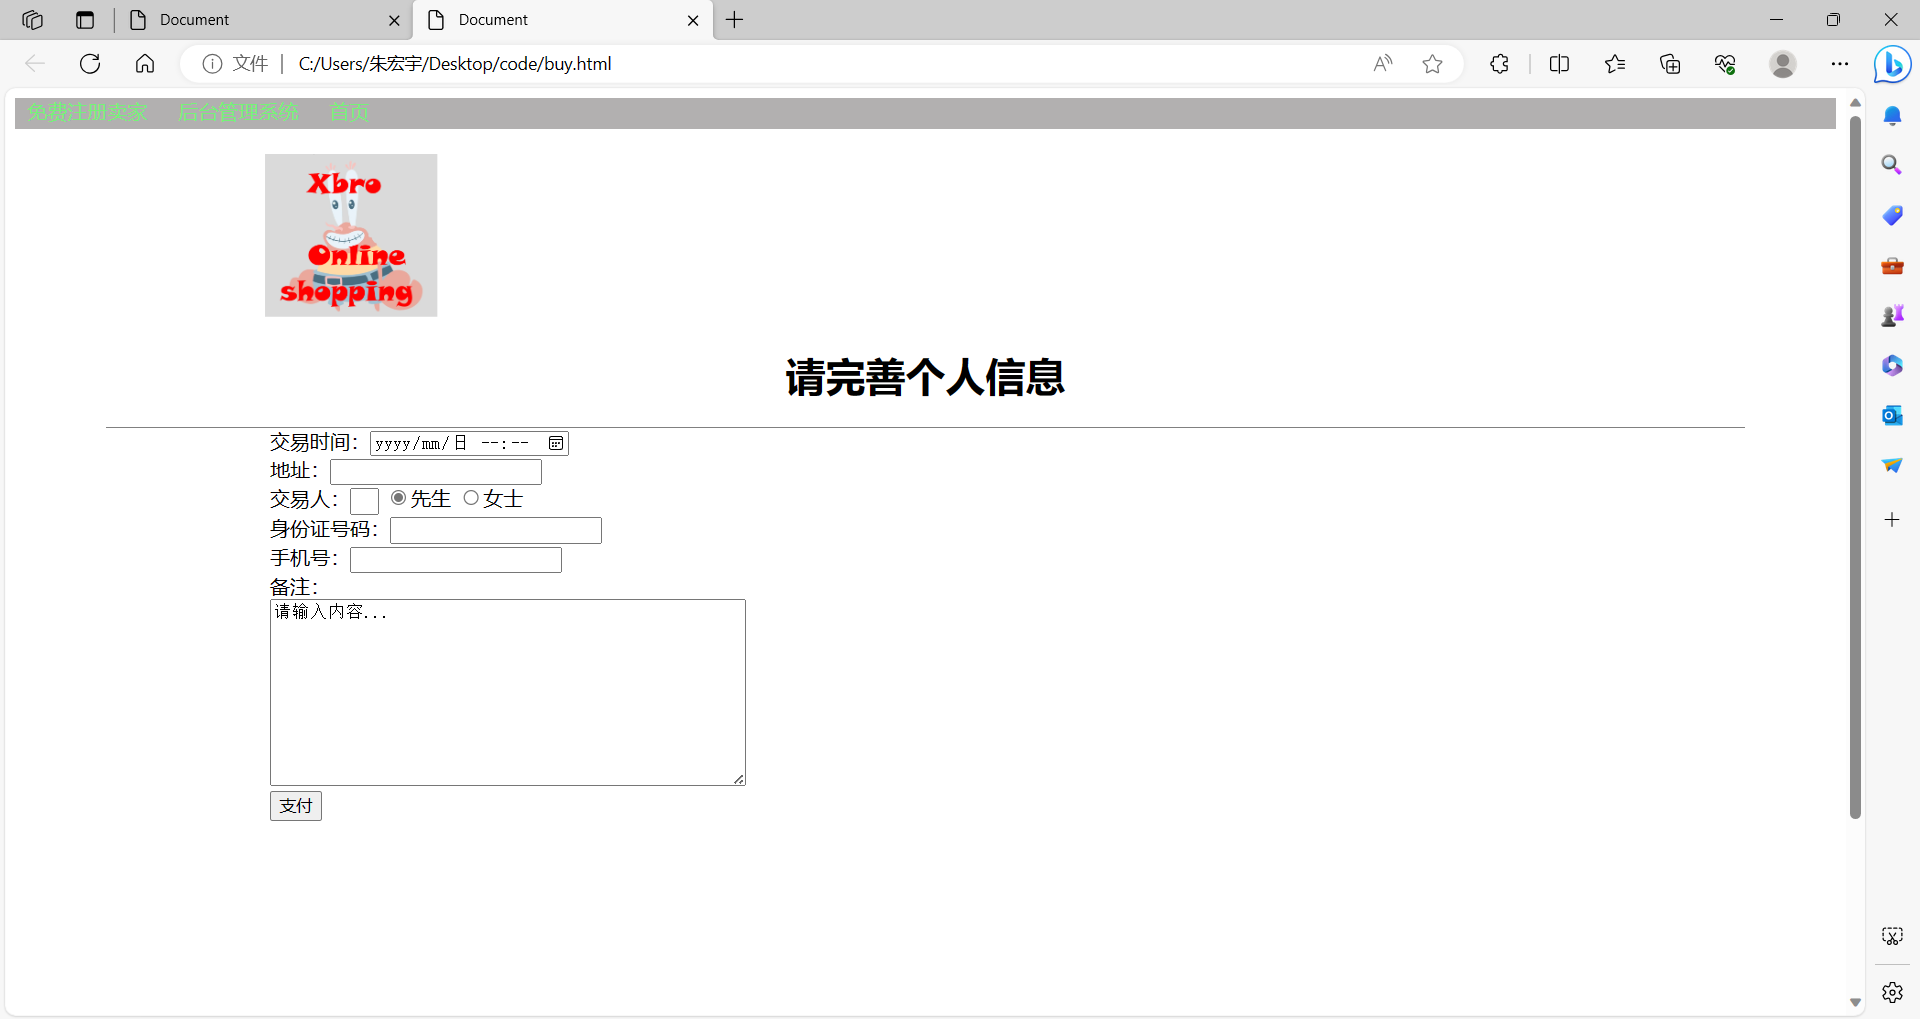 Document
Document
文件
C:/Users/朱宏宇/Desktop/code/buy.html
免费注册卖家 后台管理系统 首页
Xbro
Online
shopping
请完善个人信息
交易时间： yyyy/mm/日 --:--
地址：
交易人： 先生 女士
身份证号码：
手机号：
备注：
请输入内容...
支付